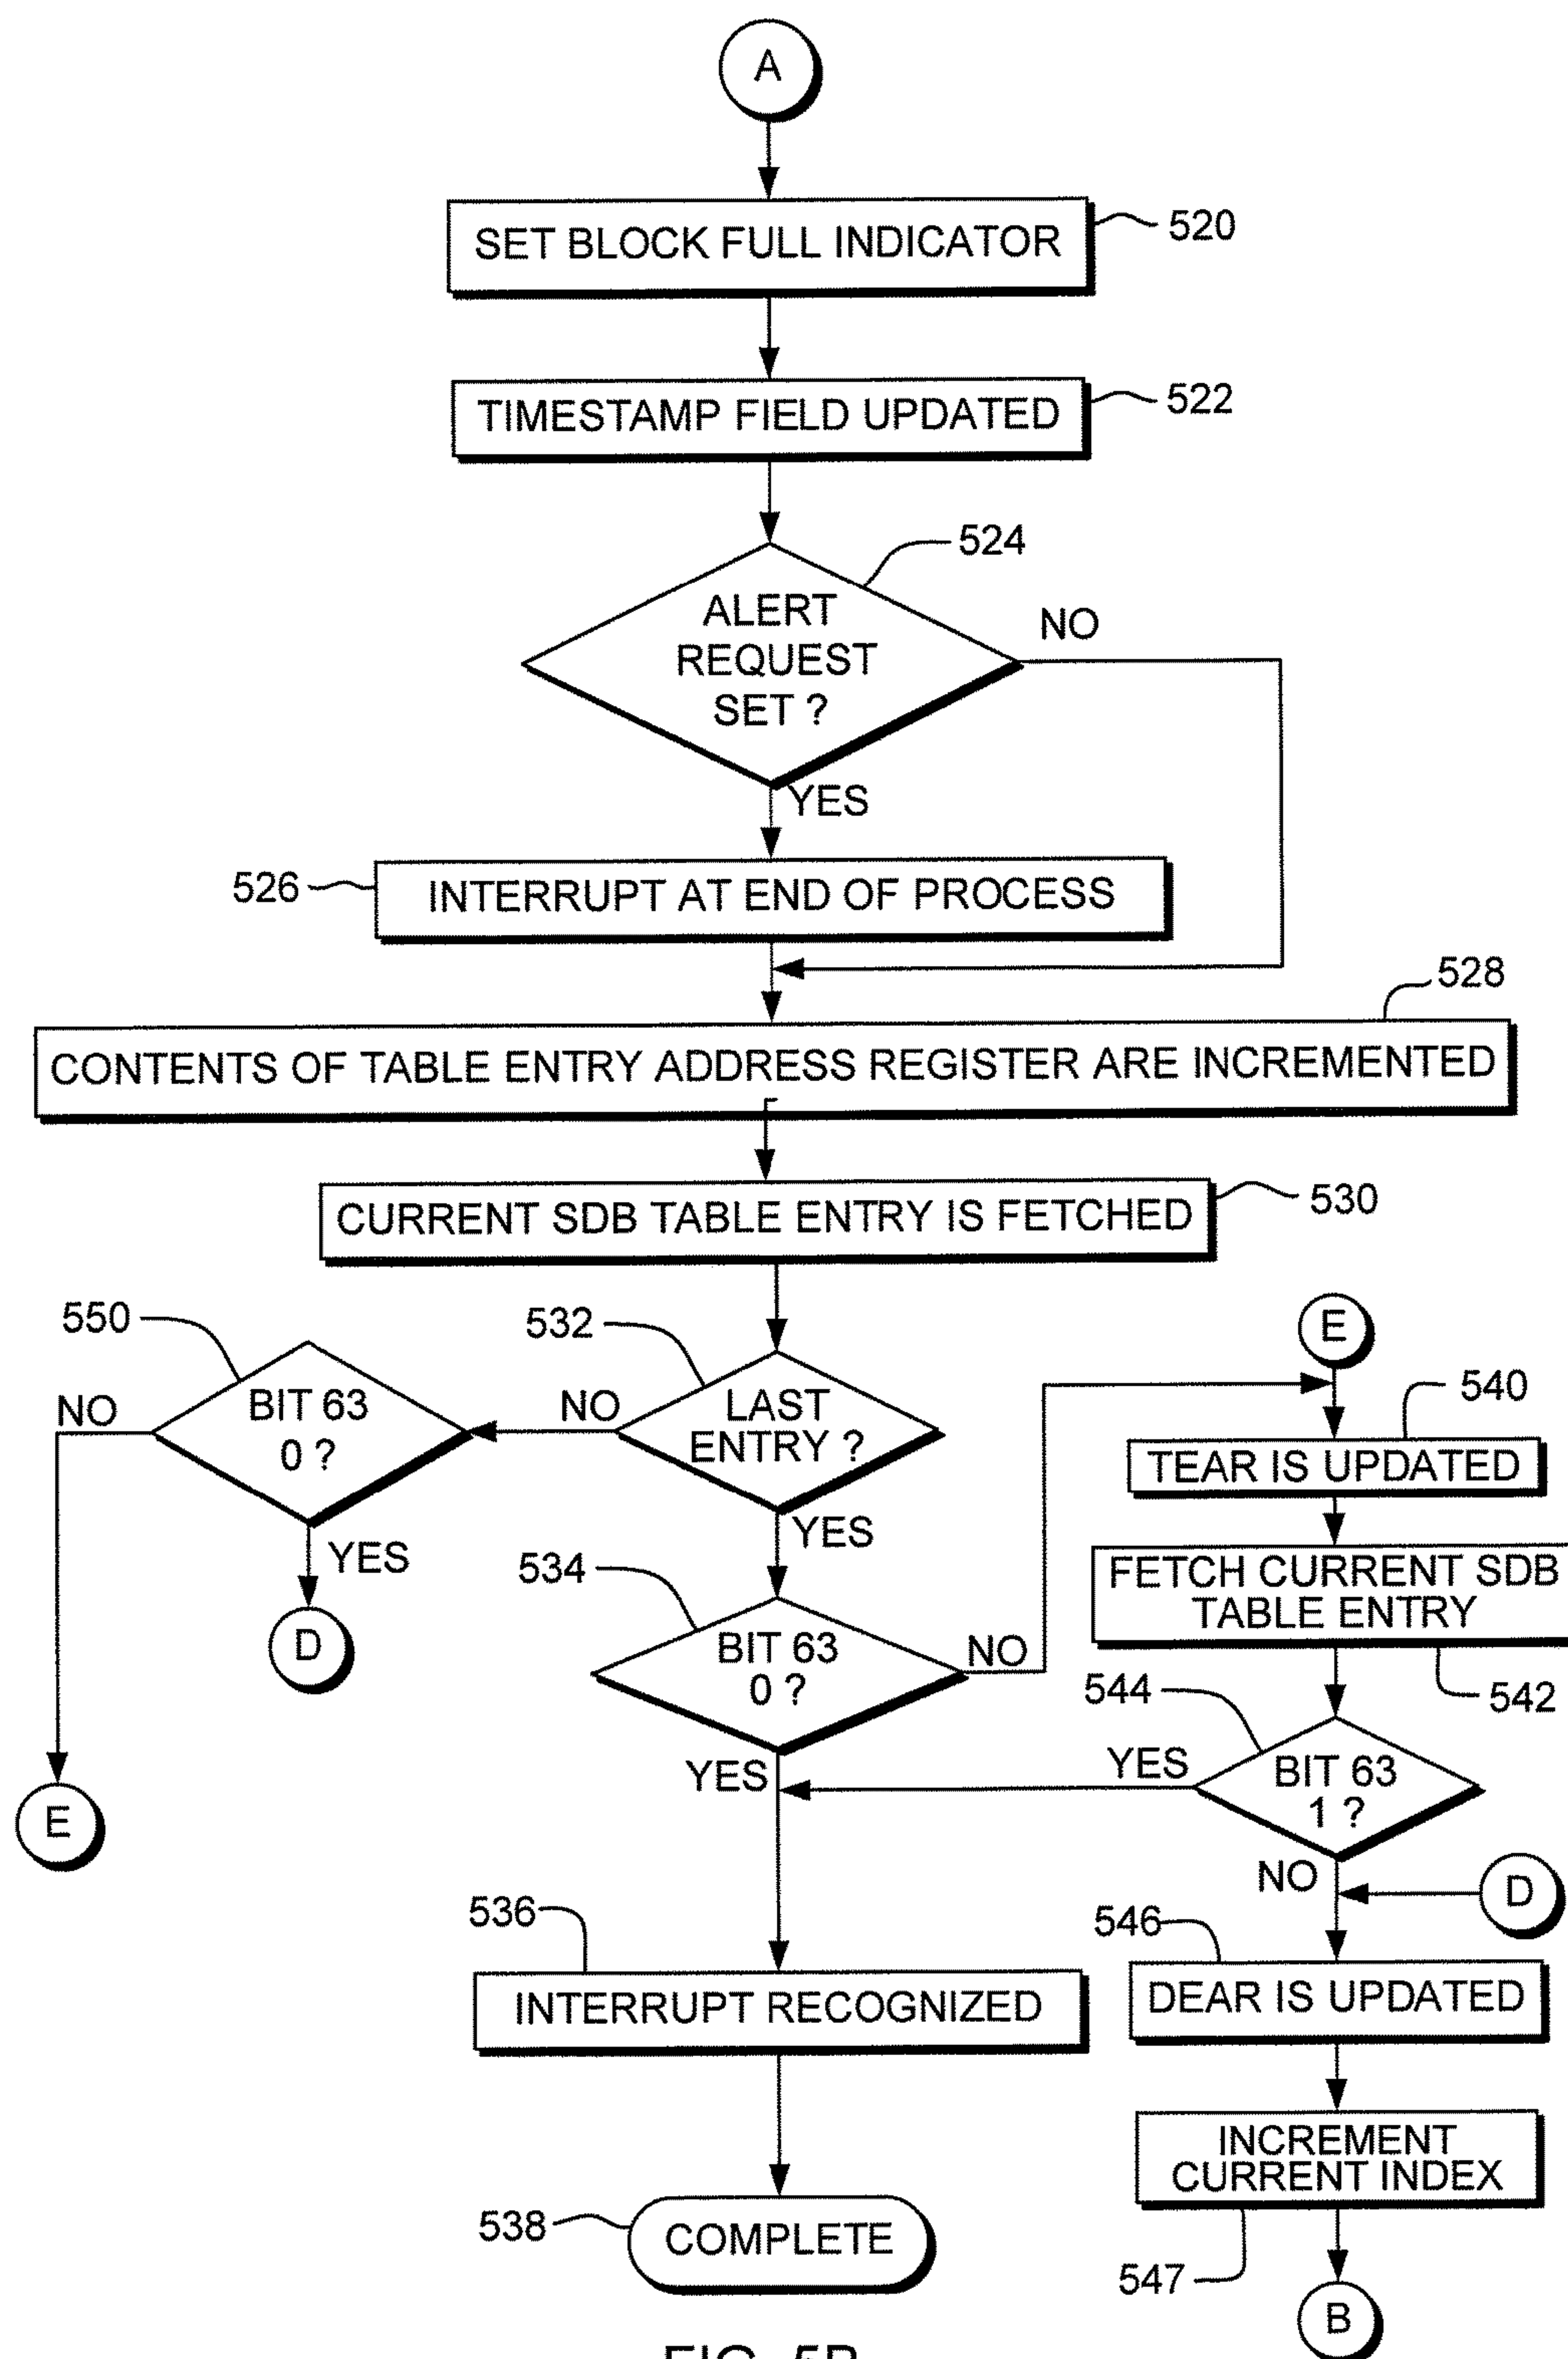 A
SET BLOCK FULL INDICATOR
520
TIMESTAMP FIELD UPDATED
522
524
ALERT
REQUEST
SET ?
NO
YES
526
INTERRUPT AT END OF PROCESS
528
CONTENTS OF TABLE ENTRY ADDRESS REGISTER ARE INCREMENTED
CURRENT SDB TABLE ENTRY IS FETCHED
530
550
532
E
NO
BIT 63
0 ?
NO
LAST
ENTRY ?
540
TEAR IS UPDATED
YES
YES
534
FETCH CURRENT SDB
TABLE ENTRY
D
BIT 63
0 ?
NO
544
542
YES
YES
BIT 63
1 ?
E
NO
D
536
546
INTERRUPT RECOGNIZED
DEAR IS UPDATED
INCREMENT
CURRENT INDEX
538
COMPLETE
547
B
FIG. 5B